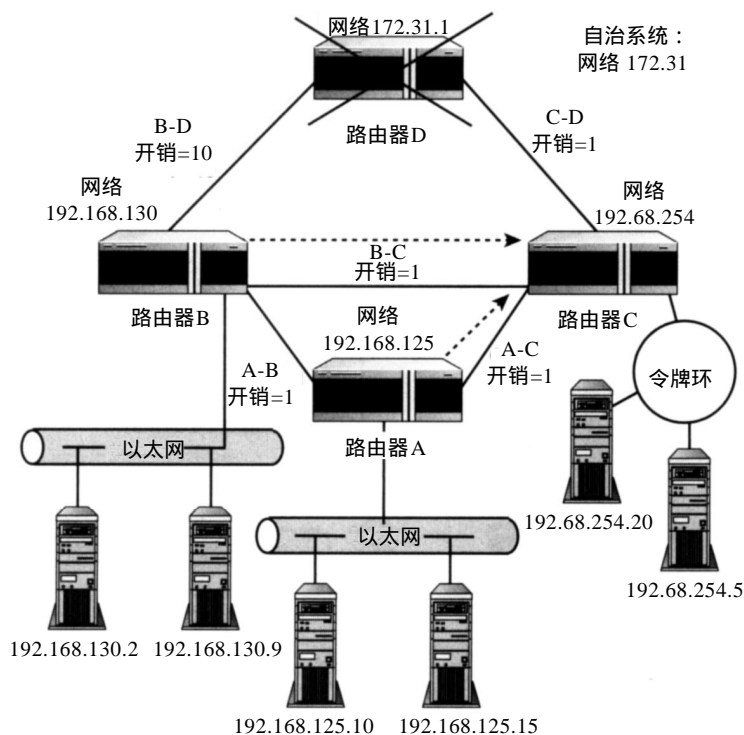 网络172.31.1
自治系统：
网络 172.31
路由器D
B-D
开销=10
C-D
开销=1
网络
192.168.130
网络
192.68.254
B-C
开销=1
路由器B
网络
192.168.125
路由器C
A-B
开销=1
A-C
开销=1
令牌环
以太网
路由器A
192.68.254.20
以太网
192.68.254.5
192.168.130.2
192.168.130.9
192.168.125.10
192.168.125.15